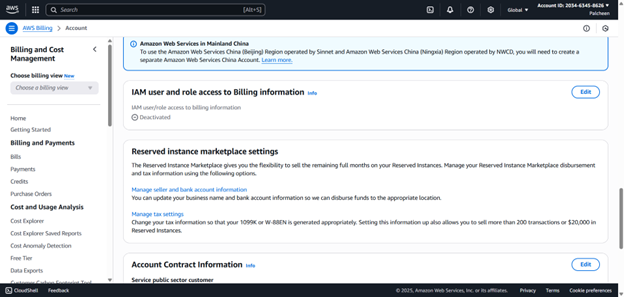 aws
Search
[Alt+S]
Global
Account ID: 2034-6345-8626
Palcheen
AWS Billing > Account
Billing and Cost
Management
Choose billing view New
Choose a billing view
Home
Getting Started
Billing and Payments
Bills
Payments
Credits
Purchase Orders
Cost and Usage Analysis
Cost Explorer
Cost Explorer Saved Reports
Cost Anomaly Detection
Free Tier
Data Exports
Customer Carbon Footprint Tool
Amazon Web Services in Mainland China
To use the Amazon Web Services China (Beijing) Region operated by Sinnet and Amazon Web Services China (Ningxia) Region operated by NWCD, you will need to create a
separate Amazon Web Services China Account. Learn more.
IAM user and role access to Billing information Info
Edit
IAM user/role access to billing information
Deactivated
Reserved instance marketplace settings
The Reserved Instance Marketplace gives you the flexibility to sell the remaining full months on your Reserved Instances. Manage your Reserved Instance Marketplace disbursement
and tax information using the following options.
Manage seller and bank account information
You can update your business name and bank account information so we can disburse funds to the appropriate location.
Manage tax settings
Change your tax information so that your 1099K or W-8BEN is generated appropriately. Setting this information up also allows you to sell more than 200 transactions or $20,000 in
Reserved Instances.
Account Contract Information Info
Edit
Service public sector customer
CloudShell
Feedback
© 2025, Amazon Web Services, Inc. or its affiliates.
Privacy
Terms
Cookie preferences